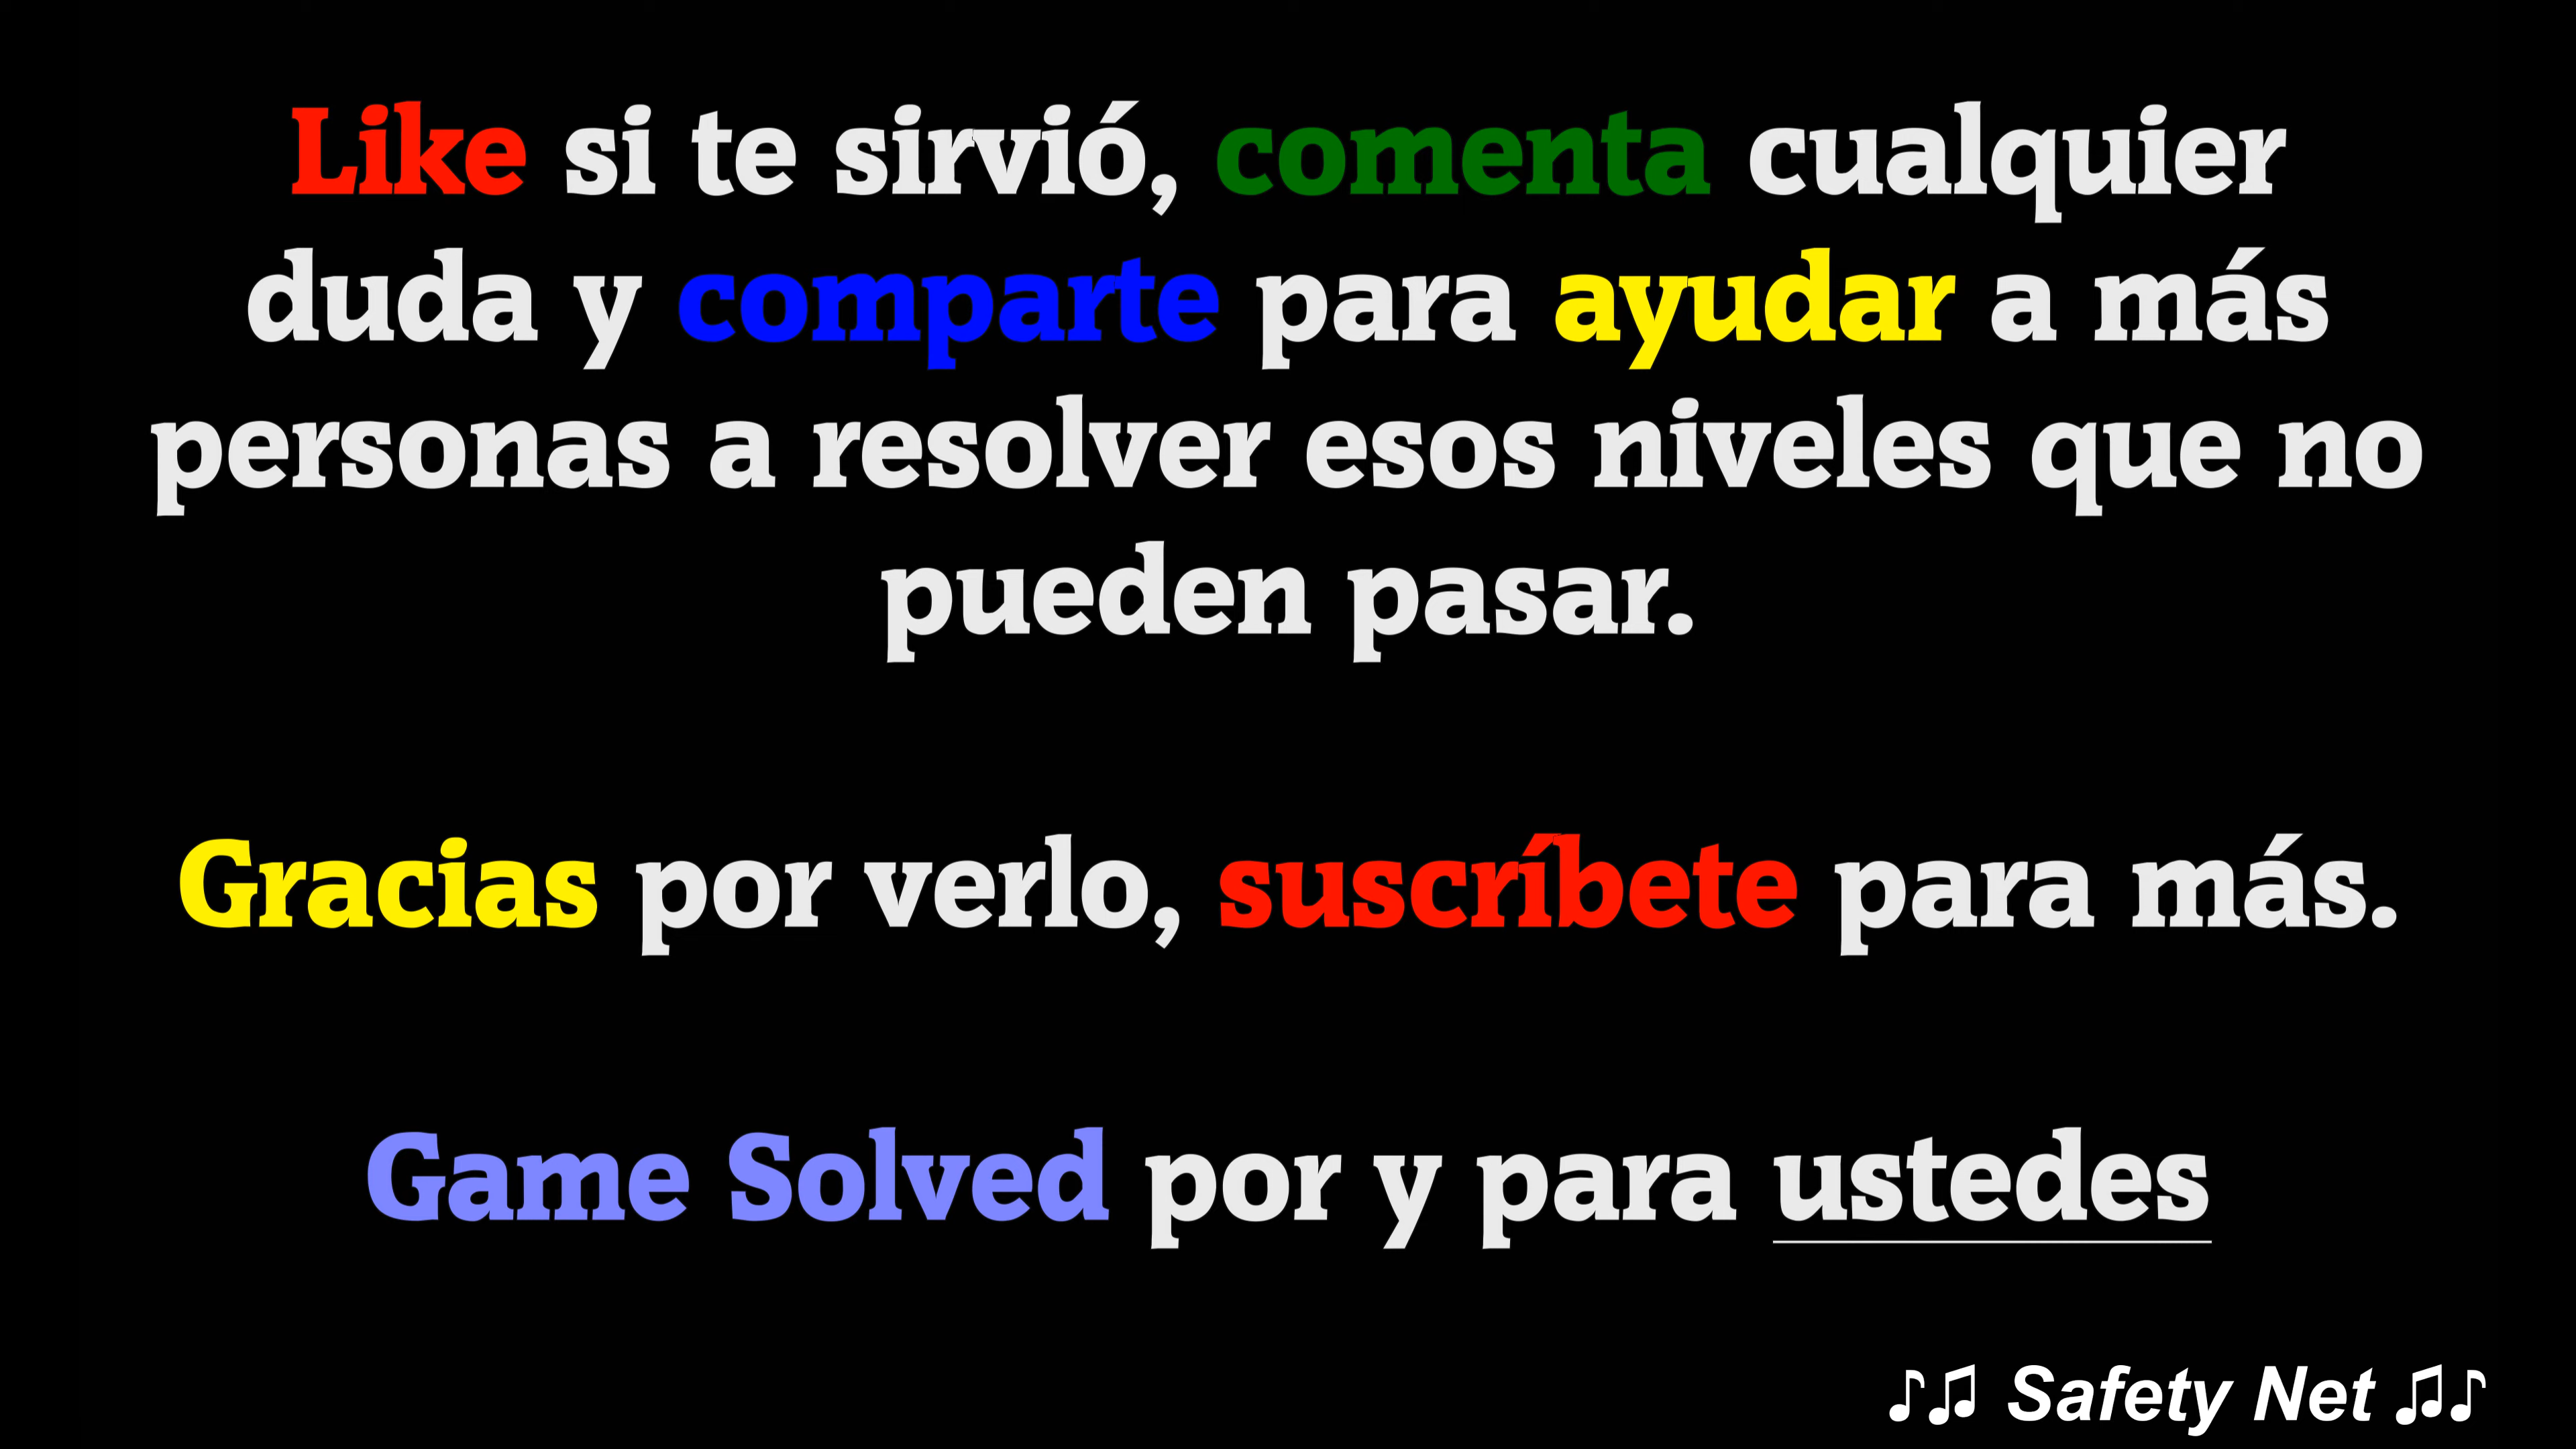 Like si te sirvió, comenta cualquier
duda y comparte para ayudar a más
personas a resolver esos niveles que no
pueden pasar.
Gracias por verlo, suscríbete para más.
Game Solved por y para ustedes
♪♫ Safety Net ♫♪